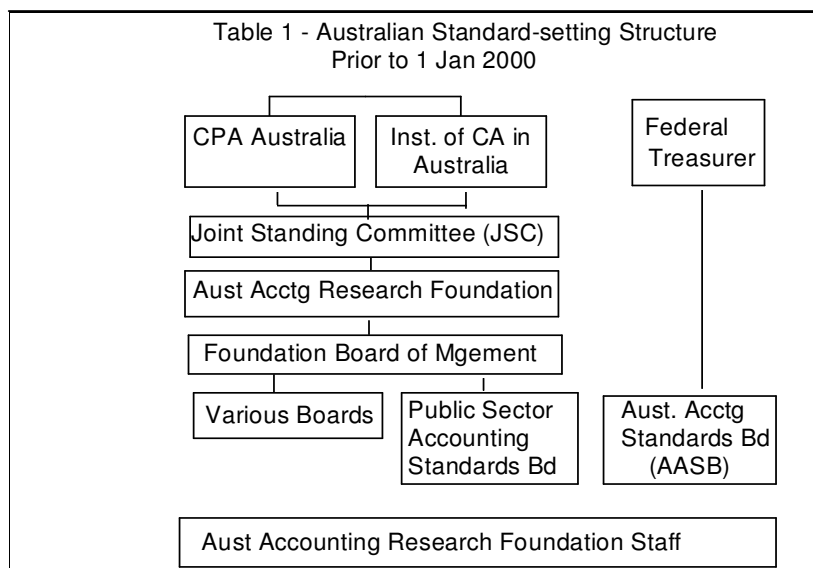 Table 1 - Australian Standard-setting Structure
Prior to 1 Jan 2000
CPA Australia
Inst. of CA in
Australia
Federal
Treasurer
Joint Standing Committee (JSC)
Aust Acctg Research Foundation
Foundation Board of Mgement
Various Boards
Public Sector
Accounting
Standards Bd
Aust. Acctg
Standards Bd
(AASB)
Aust Accounting Research Foundation Staff